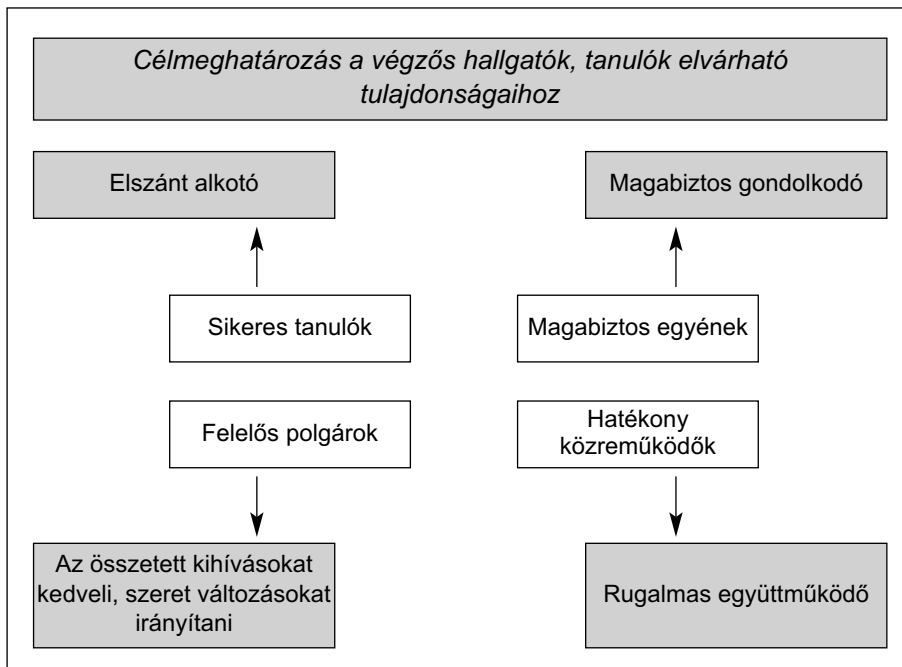 Célmeghatározás a végzős hallgatók, tanulók elvárható
tulajdonságaihoz
Elszánt alkotó
Magabiztos gondolkodó
Sikeres tanulók
Magabiztos egyének
Felelős polgárok
Hatékony
közreműködők
Az összetett kihívásokat
kedveli, szeret változásokat
irányítani
Rugalmas együttműködő